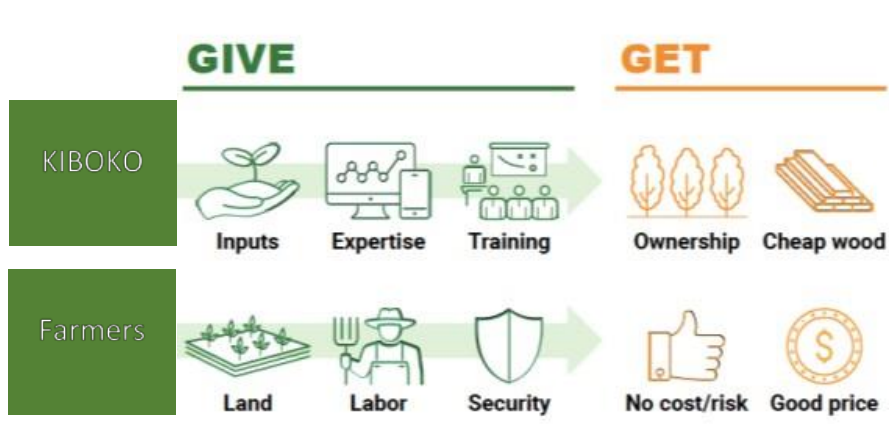 GIVE GET
KIBOKO
Inputs Expertise Training Ownership Cheap wood
Farmers
$
Land Labor Security No cost/risk Good price